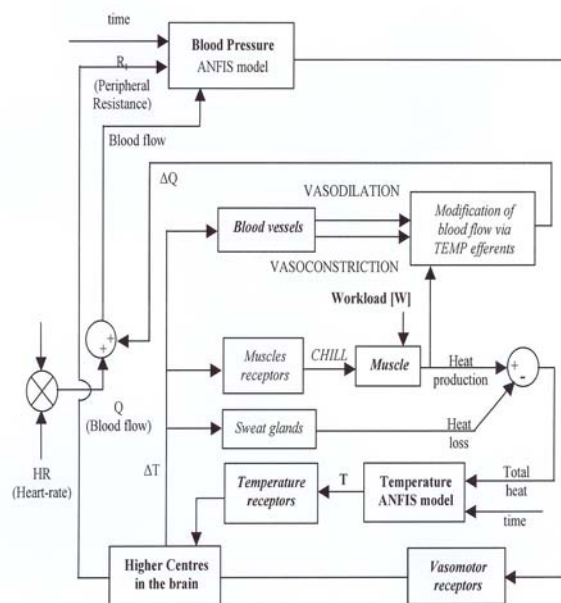 time
Blood Pressure
ANFIS model
Rt
(Peripheral
Resistance)
Blood flow
ΔQ
VASODILATION
Blood vessels
VASOCONSTRICTION
Modification of
blood flow via
TEMP efferents
Workload [W]
Muscles
receptors
CHILL
Muscle
Heat
production
+
-
+
+
Q
(Blood flow)
HR
(Heart-rate)
Sweat glands
Heat
loss
ΔT
Temperature
receptors
T
Temperature
ANFIS model
Total
heat
time
Higher Centres
in the brain
Vasomotor
receptors